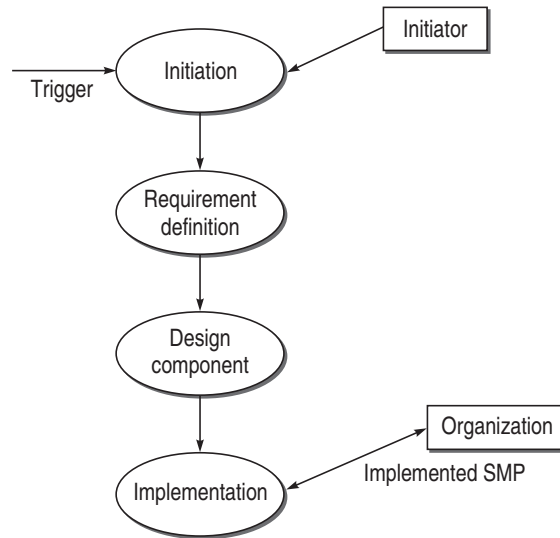 Initiator
Initiation
Trigger
Requirement
definition
Design
component
Organization
Implementation
Implemented SMP